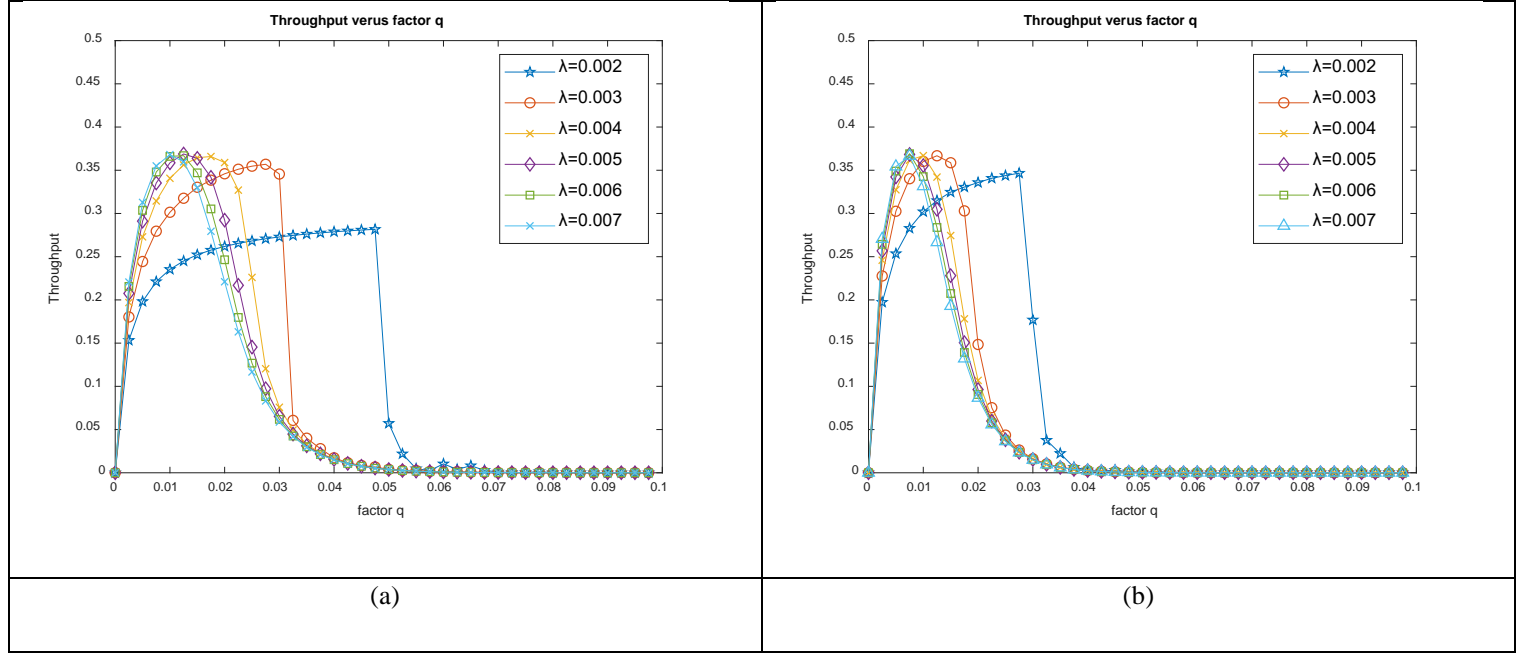 Throughput verus factor q
0.5
0.45
0.4
0.35
0.3
0.25
0.2
0.15
0.1
0.05
0
Throughput
λ=0.002
λ=0.003
λ=0.004
λ=0.005
λ=0.006
λ=0.007
0 0.01 0.02 0.03 0.04 0.05 0.06 0.07 0.08 0.09 0.1
factor q
(a)
Throughput verus factor q
0.5
0.45
0.4
0.35
0.3
0.25
0.2
0.15
0.1
0.05
0
Throughput
λ=0.002
λ=0.003
λ=0.004
λ=0.005
λ=0.006
λ=0.007
0 0.01 0.02 0.03 0.04 0.05 0.06 0.07 0.08 0.09 0.1
factor q
(b)